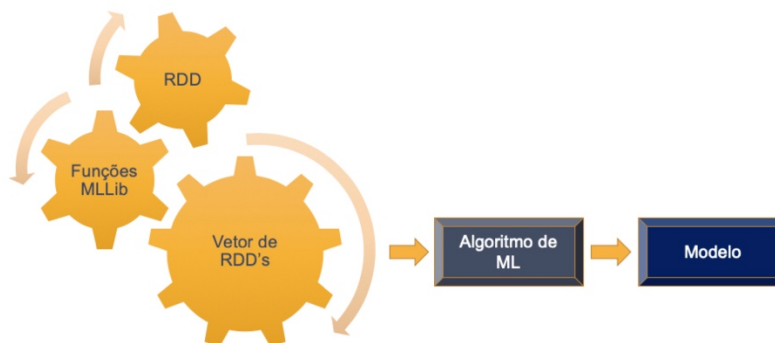 RDD
Funções
MLLib
Vetor de
RDD's
Algoritmo de
ML
Modelo